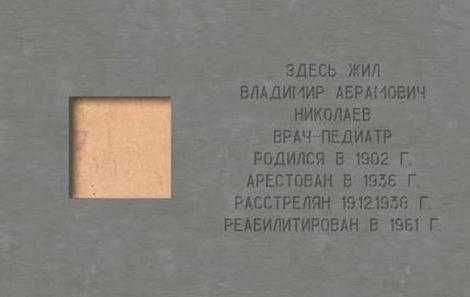 ЗДЕСЬ ЖИЛ
ВЛАДИМИР АБРАМОВИЧ
НИКОЛАЕВ
ВРАЧ-ПЕДИАТР
РОДИЛСЯ В 1902 Г.
АРЕСТОВАН В 1936 Г.
РАССТРЕЛЯН 19.12.1936 Г.
РЕАБИЛИТИРОВАН В 1961 Г.